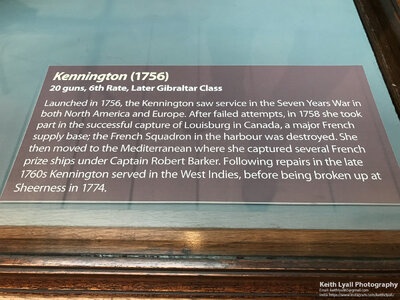 Kennington (1756)
20 guns, 6th Rate, Later Gibraltar Class
Launched in 1756, the Kennington saw service in the Seven Years War in
both North America and Europe. After failed attempts, in 1758 she took
part in the successful capture of Louisburg in Canada, a major French
supply base; the French Squadron in the harbour was destroyed. She
then moved to the Mediterranean where she captured several French
prize ships under Captain Robert Barker. Following repairs in the late
1760s Kennington served in the West Indies, before being broken up at
Sheerness in 1774.
Keith Lyall Photography